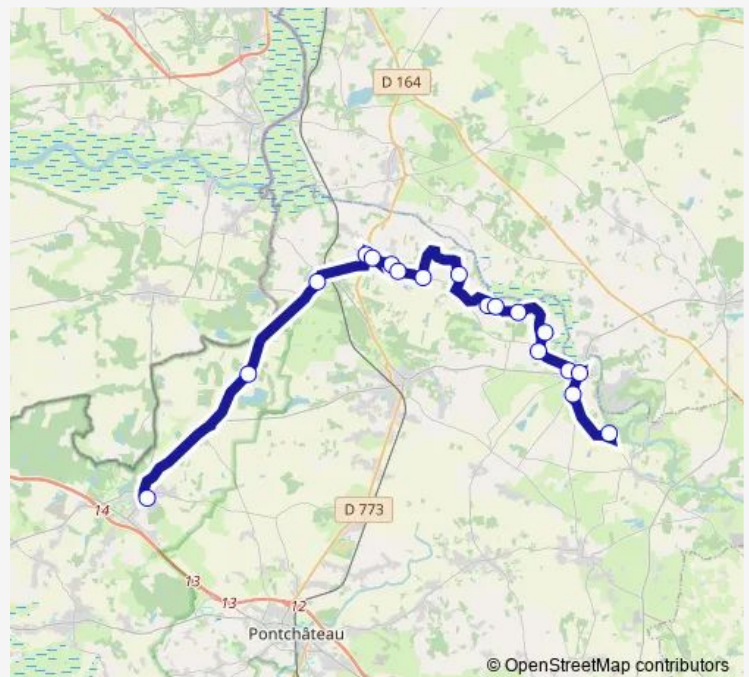 D 164
D 773
14
13
13
12
Pontchâteau
© OpenStreetMap contributors